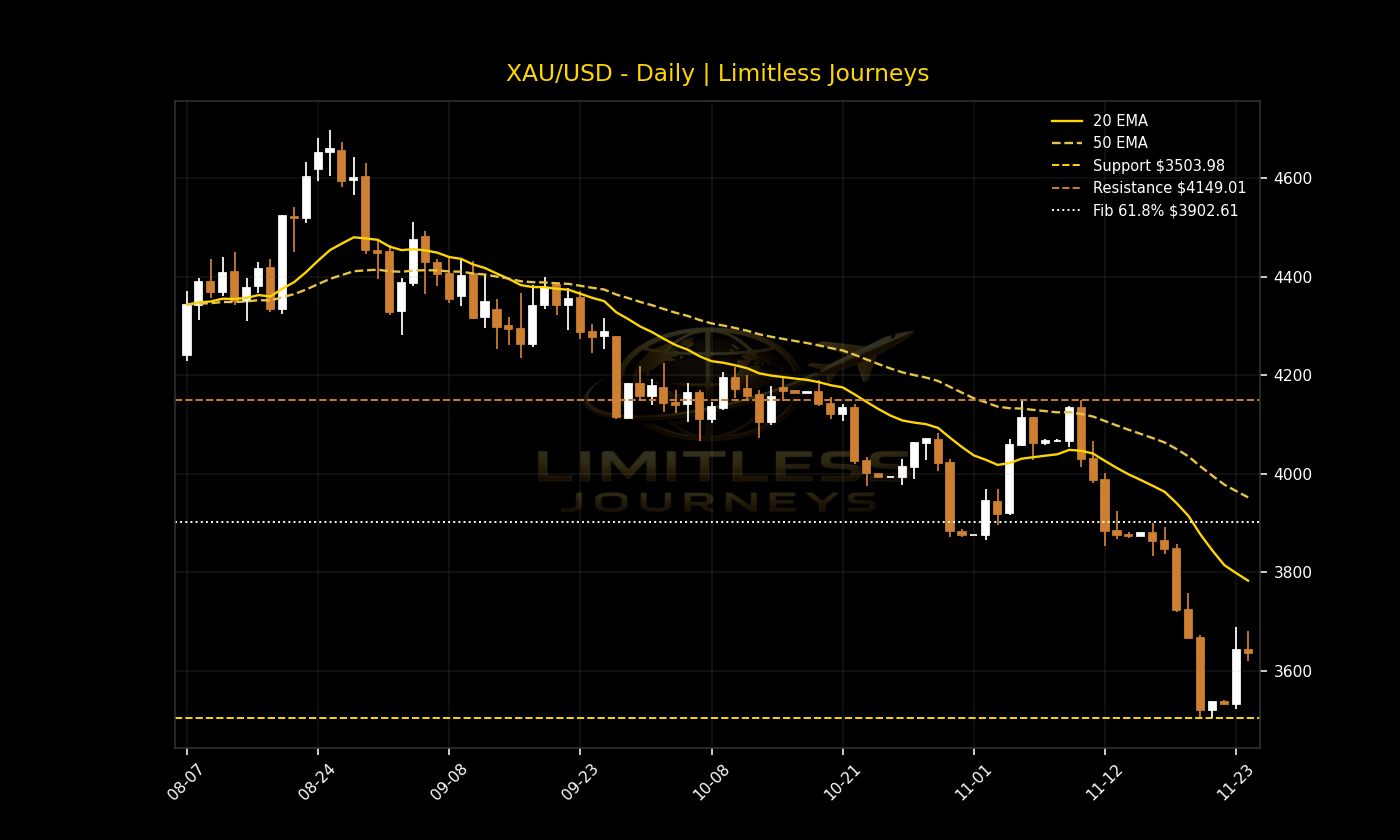 XAU/USD - Daily | Limitless Journeys
20 EMA
50 EMA
Support $3503.98
Resistance $4149.01
Fib 61.8% $3902.61
4600
4400
4200
4000
3800
3600
LIMITLESS
JOURNEYS
08-07
08-24
09-08
09-23
10-08
10-21
11-01
11-12
11-23